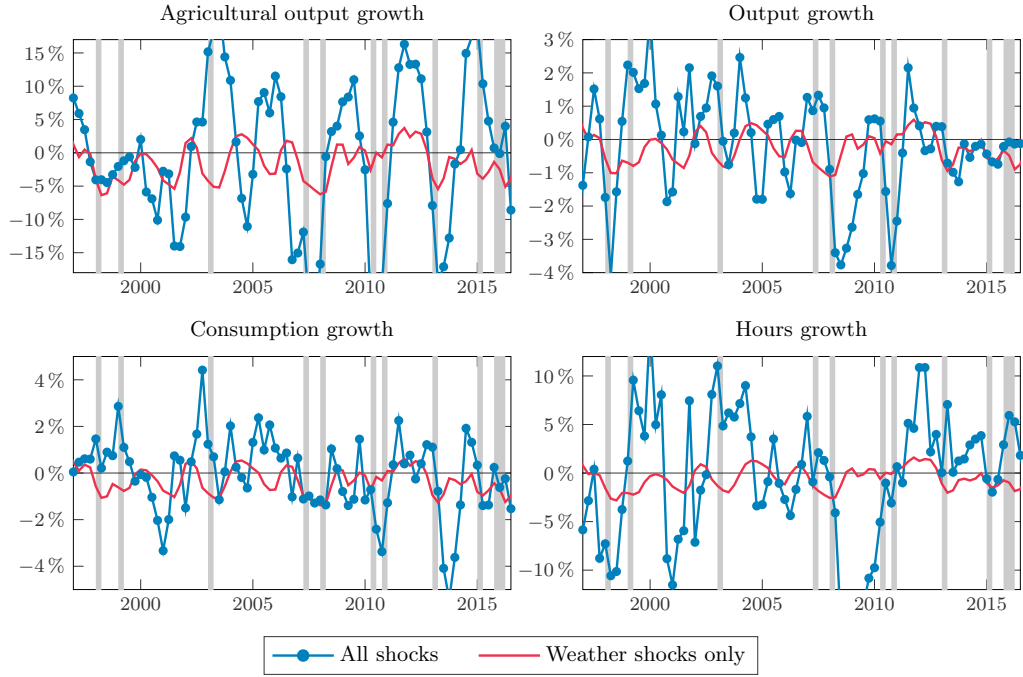 Agricultural output growth
15 %
10 %
5 %
0 %
−5 %
−10 %
−15 %
2000 2005 2010 2015
Output growth
3 %
2 %
1 %
0 %
−1 %
−2 %
−3 %
−4 %
2000 2005 2010 2015
Consumption growth
4 %
2 %
0 %
−2 %
−4 %
2000 2005 2010 2015
Hours growth
10 %
5 %
0 %
−5 %
−10 %
2000 2005 2010 2015
All shocks Weather shocks only